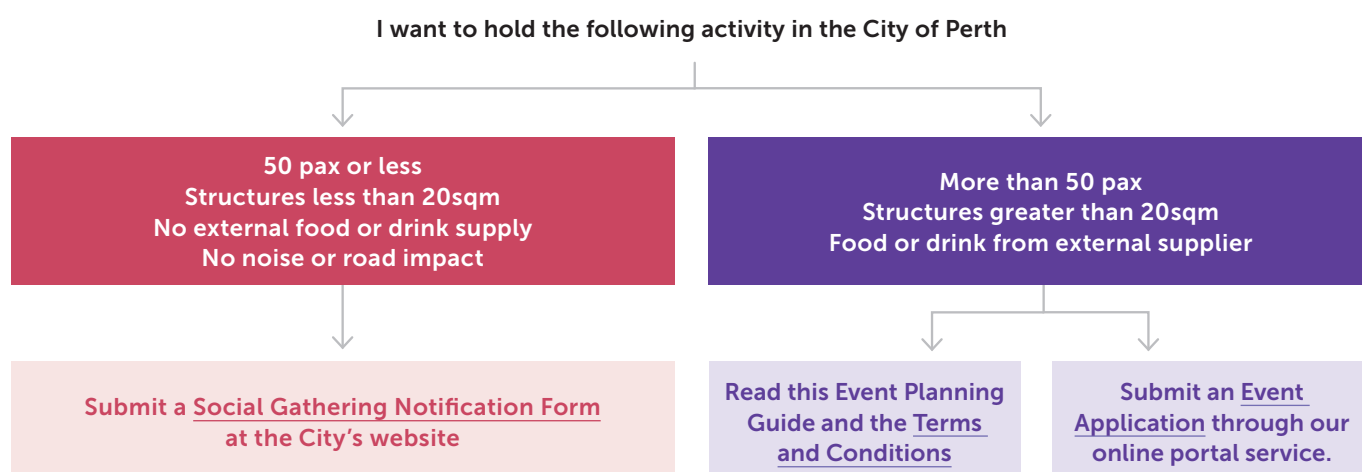 I want to hold the following activity in the City of Perth
50 pax or less
Structures less than 20sqm
No external food or drink supply
No noise or road impact
More than 50 pax
Structures greater than 20sqm
Food or drink from external supplier
Submit a Social Gathering Notification Form
at the City's website
Read this Event Planning
Guide and the Terms
and Conditions
Submit an Event
Application through our
online portal service.